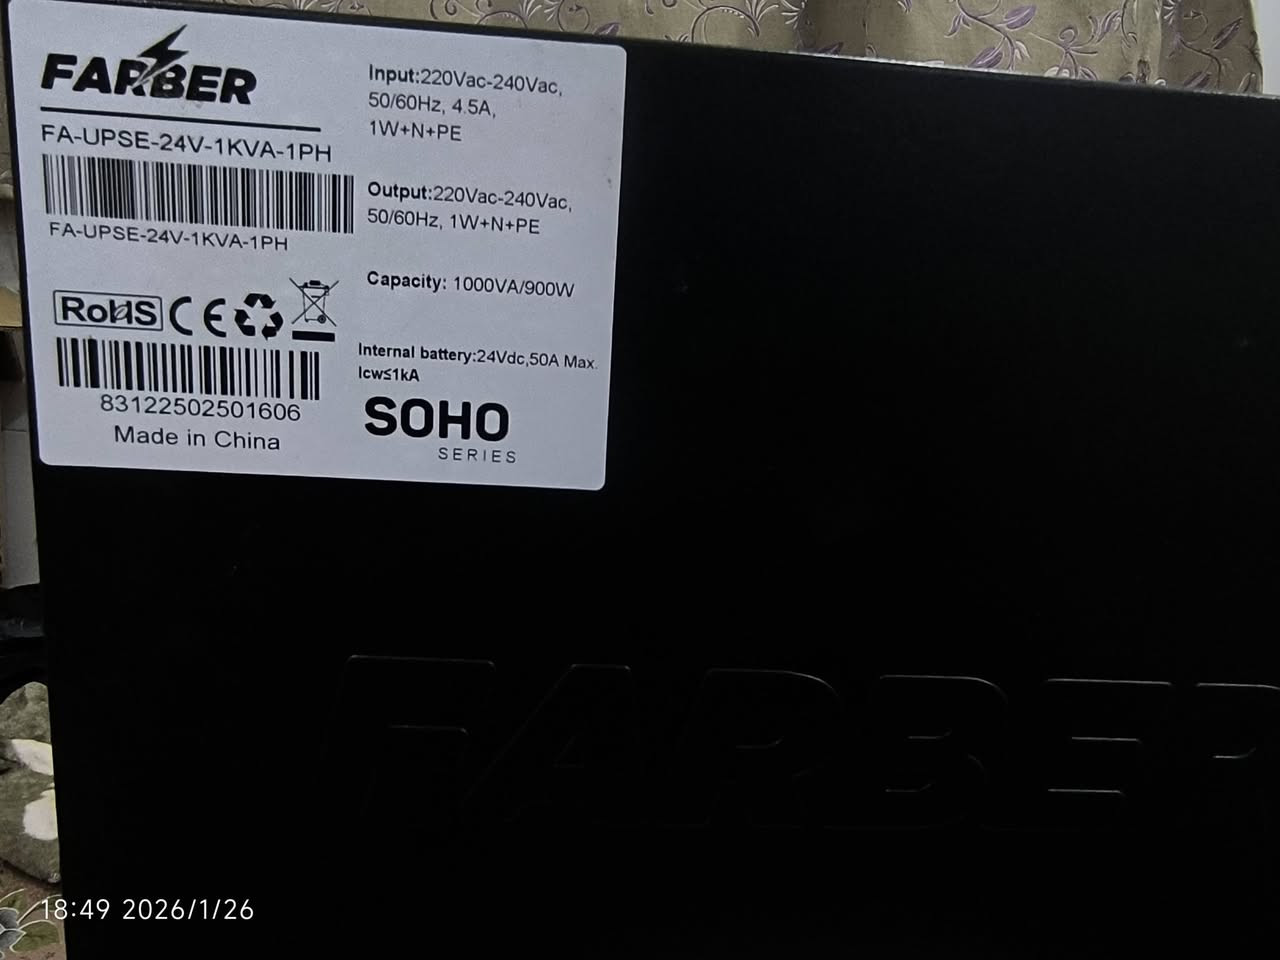 FARBER
FA-UPSE-24V-1KVA-1PH
FA-UPSE-24V-1KVA-1PH
RoHS CE
83122502501606
Made in China
Input:220Vac-240Vac,
50/60Hz, 4.5A,
1W+N+PE
Output:220Vac-240Vac,
50/60Hz, 1W+N+PE
Capacity: 1000VA/900W
Internal battery:24Vdc,50A Max.
Icw≤1kA
SOHO
SERIES
FARBER
18:49 2026/1/26